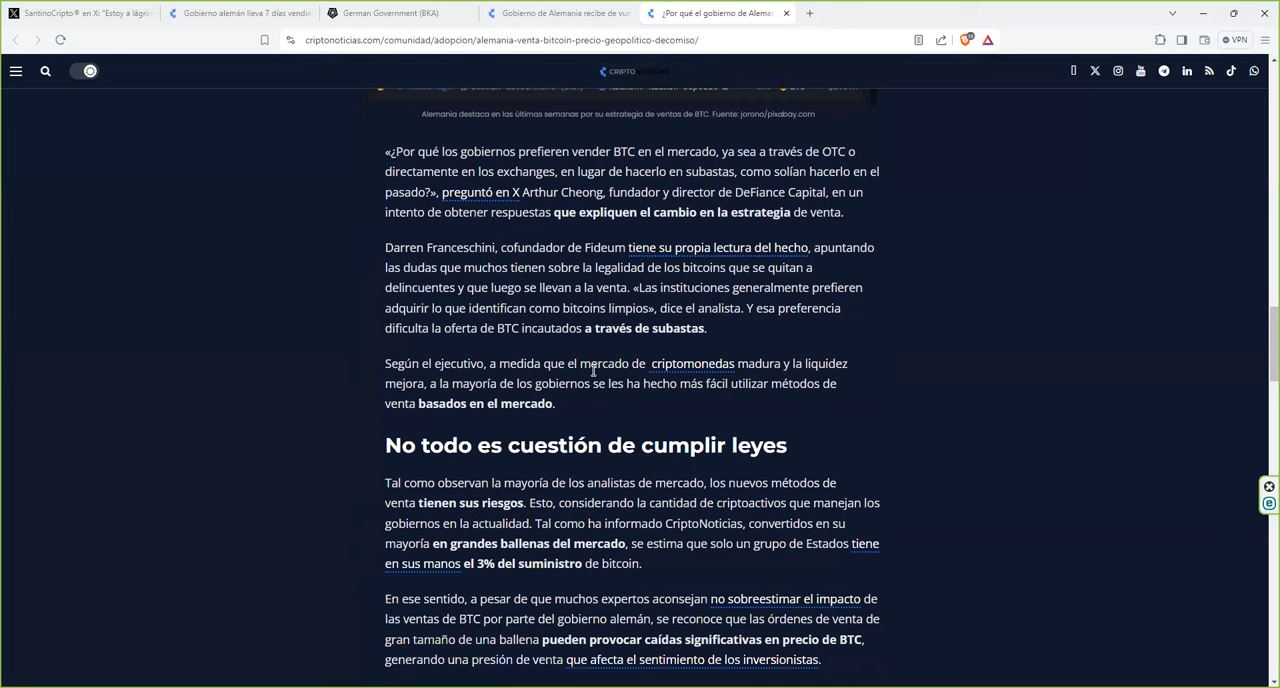 SantinoCripto® en X: "Estoy a lágrim
Gobierno alemán lleva 7 días vendien
German Government (BKA)
Gobierno de Alemania recibe de vue
¿Por qué el gobierno de Aleman
criptonoticias.com/comunidad/adopcion/alemania-venta-bitcoin-precio-geopolitico-decomiso/
VPN
CRIPTONOTICIAS
Alemania destaca en las últimas semanas por su estrategia de ventas de BTC. Fuente: jorono/pixabay.com
«¿Por qué los gobiernos prefieren vender BTC en el mercado, ya sea a través de OTC o
directamente en los exchanges, en lugar de hacerlo en subastas, como solían hacerlo en el
pasado?», preguntó en X Arthur Cheong, fundador y director de DeFiance Capital, en un
intento de obtener respuestas que expliquen el cambio en la estrategia de venta.
Darren Franceschini, cofundador de Fideum tiene su propia lectura del hecho, apuntando
las dudas que muchos tienen sobre la legalidad de los bitcoins que se quitan a
delincuentes y que luego se llevan a la venta. «Las instituciones generalmente prefieren
adquirir lo que identifican como bitcoins limpios», dice el analista. Y esa preferencia
dificulta la oferta de BTC incautados a través de subastas.
Según el ejecutivo, a medida que el mercado de criptomonedas madura y la liquidez
mejora, a la mayoría de los gobiernos se les ha hecho más fácil utilizar métodos de
venta basados en el mercado.
No todo es cuestión de cumplir leyes
Tal como observan la mayoría de los analistas de mercado, los nuevos métodos de
venta tienen sus riesgos. Esto, considerando la cantidad de criptoactivos que manejan los
gobiernos en la actualidad. Tal como ha informado CriptoNoticias, convertidos en su
mayoría en grandes ballenas del mercado, se estima que solo un grupo de Estados tiene
en sus manos el 3% del suministro de bitcoin.
En ese sentido, a pesar de que muchos expertos aconsejan no sobreestimar el impacto de
las ventas de BTC por parte del gobierno alemán, se reconoce que las órdenes de venta de
gran tamaño de una ballena pueden provocar caídas significativas en precio de BTC,
generando una presión de venta que afecta el sentimiento de los inversionistas.